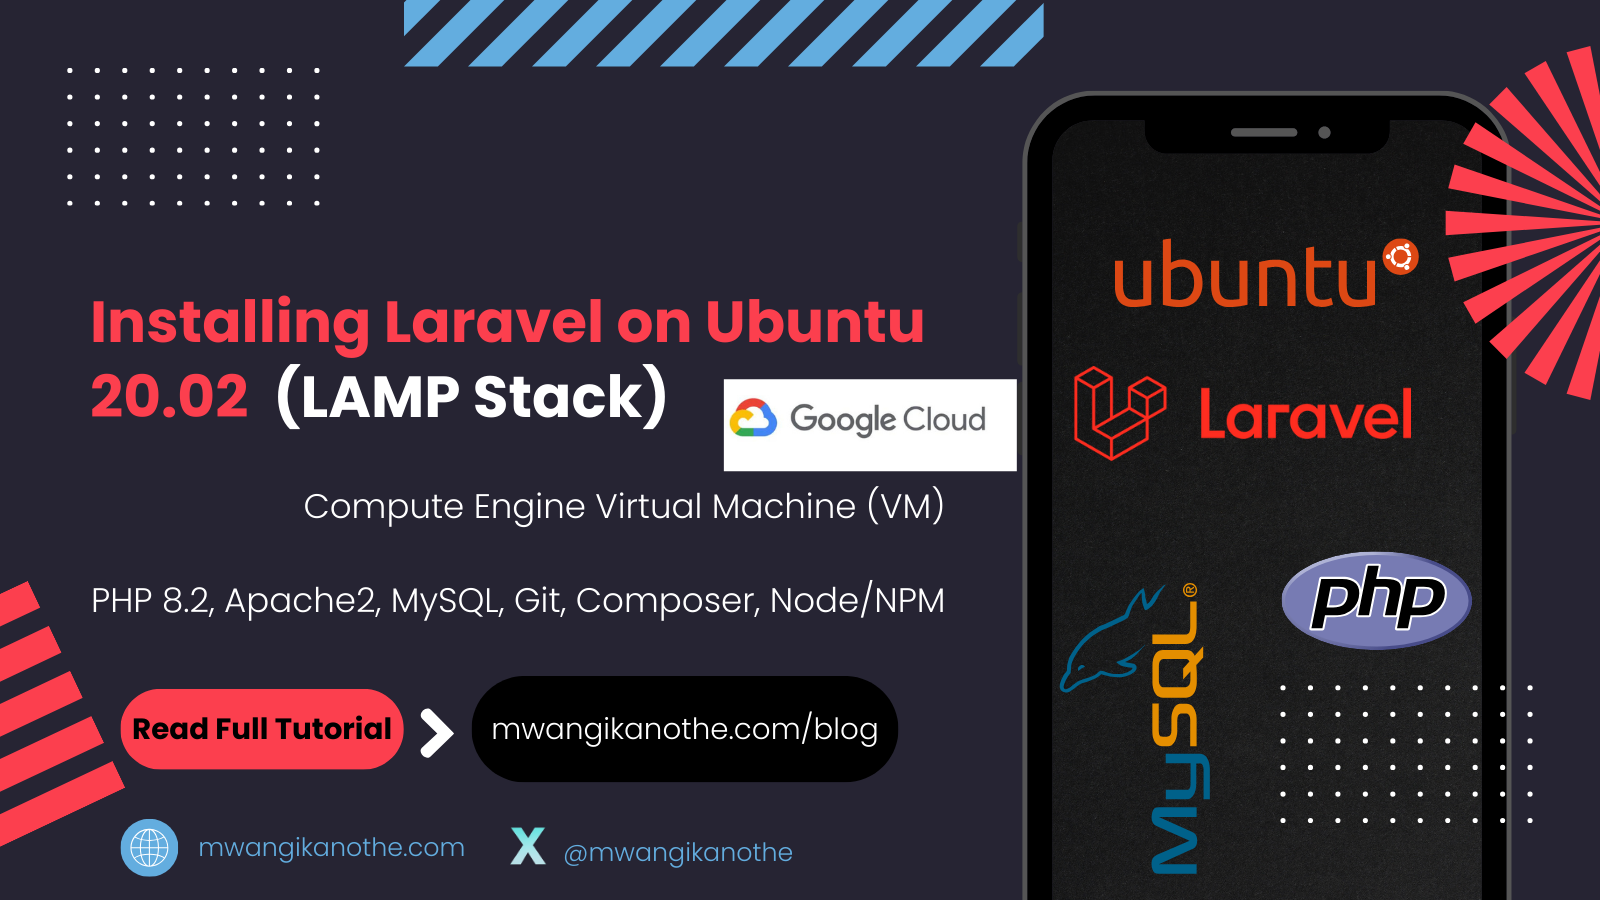 Installing Laravel on Ubuntu
20.02 (LAMP Stack)
Google Cloud
Compute Engine Virtual Machine (VM)
PHP 8.2, Apache2, MySQL, Git, Composer, Node/NPM
Read Full Tutorial
mwangikanothe.com/blog
mwangikanothe.com
X @mwangikanothe
ubuntu
Laravel
php
MySQL®